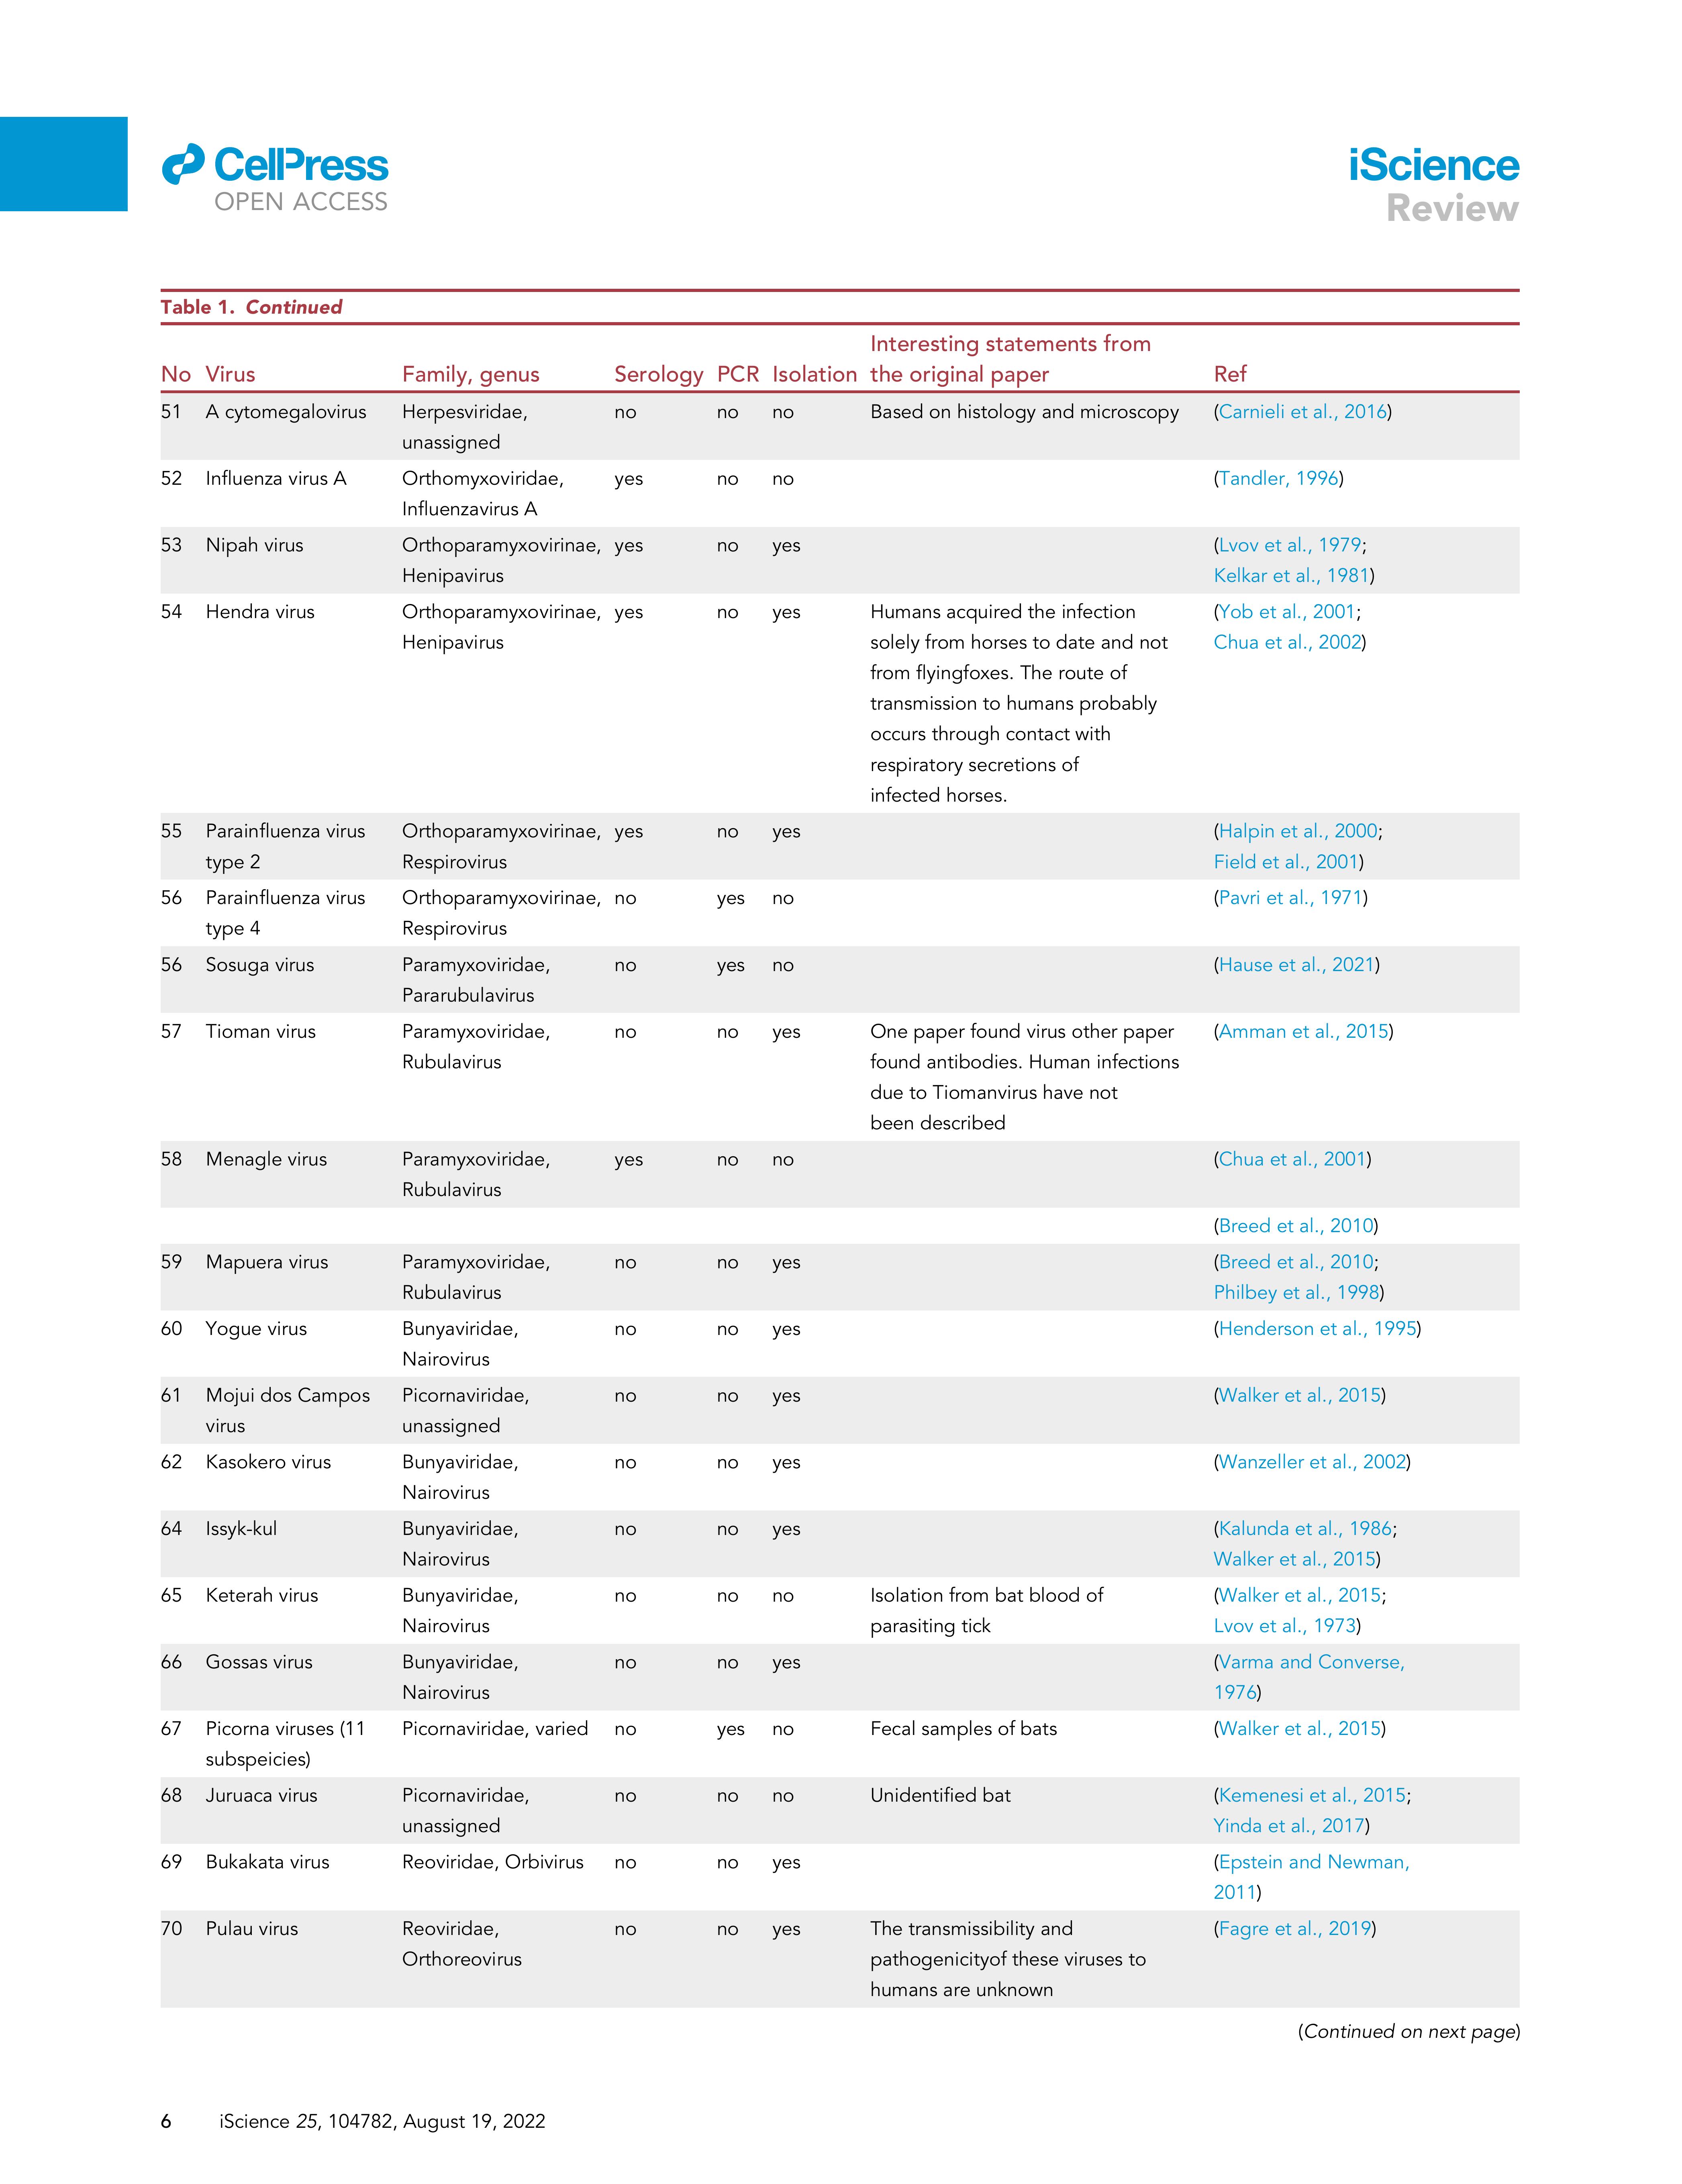 CellPress
OPEN ACCESS
iScience
Review
Table 1. Continued
No Virus Family, genus Serology PCR Isolation Interesting statements from the original paper Ref
51 A cytomegalovirus Herpesviridae, no no no Based on histology and microscopy (Carnieli et al., 2016)
unassigned
52 Influenza virus A Orthomyxoviridae, yes no no (Tandler, 1996)
Influenzavirus A
53 Nipah virus Orthoparamyxovirinae, yes no yes (Lvov et al., 1979;
Henipavirus Kelkar et al., 1981)
54 Hendra virus Orthoparamyxovirinae, yes no yes Humans acquired the infection (Yob et al., 2001;
Henipavirus solely from horses to date and not Chua et al., 2002)
from flyingfoxes. The route of
transmission to humans probably
occurs through contact with
respiratory secretions of
infected horses.
55 Parainfluenza virus Orthoparamyxovirinae, yes no yes (Halpin et al., 2000;
type 2 Respirovirus Field et al., 2001)
56 Parainfluenza virus Orthoparamyxovirinae, no yes no (Pavri et al., 1971)
type 4 Respirovirus
56 Sosuga virus Paramyxoviridae, no yes no (Hause et al., 2021)
Pararubulavirus
57 Tioman virus Paramyxoviridae, no no yes One paper found virus other paper (Amman et al., 2015)
Rubulavirus found antibodies. Human infections
due to Tiomanvirus have not
been described
58 Menagle virus Paramyxoviridae, yes no no (Chua et al., 2001)
Rubulavirus
(Breed et al., 2010)
59 Mapuera virus Paramyxoviridae, no no yes (Breed et al., 2010;
Rubulavirus Philbey et al., 1998)
60 Yogue virus Bunyaviridae, no no yes (Henderson et al., 1995)
Nairovirus
61 Mojui dos Campos Picornaviridae, no no yes (Walker et al., 2015)
virus unassigned
62 Kasokero virus Bunyaviridae, no no yes (Wanzeller et al., 2002)
Nairovirus
64 Issyk-kul Bunyaviridae, no no yes (Kalunda et al., 1986;
Nairovirus Walker et al., 2015)
65 Keterah virus Bunyaviridae, no no no Isolation from bat blood of (Walker et al., 2015;
Nairovirus parasiting tick Lvov et al., 1973)
66 Gossas virus Bunyaviridae, no no yes (Varma and Converse,
Nairovirus 1976)
67 Picorna viruses (11 Picornaviridae, varied no yes no Fecal samples of bats (Walker et al., 2015)
subspeicies)
68 Juruaca virus Picornaviridae, no no no Unidentified bat (Kemenesi et al., 2015;
unassigned Yinda et al., 2017)
69 Bukakata virus Reoviridae, Orbivirus no no yes (Epstein and Newman,
2011)
70 Pulau virus Reoviridae, no no yes The transmissibility and (Fagre et al., 2019)
Orthoreovirus pathogenicityof these viruses to
humans are unknown
(Continued on next page)
6 iScience 25, 104782, August 19, 2022